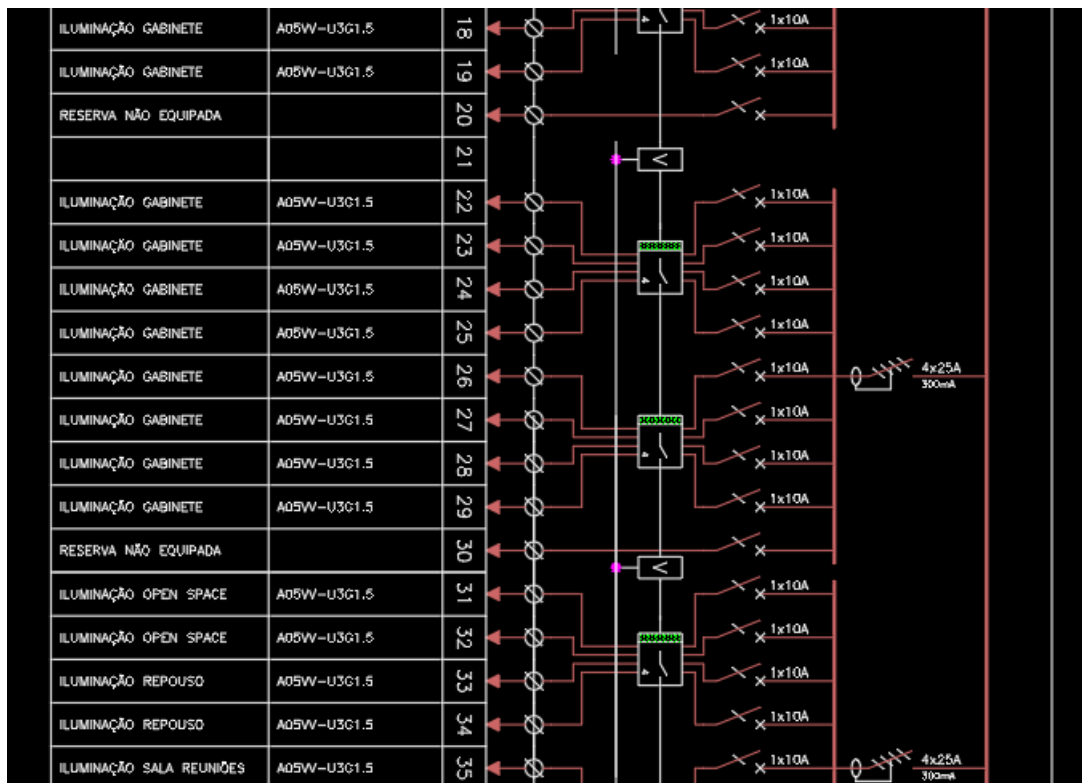 ILUMINAÇÃO GABINETE A05VV-U3G1.5 18 4 1x10A
ILUMINAÇÃO GABINETE A05VV-U3G1.5 19 1x10A
RESERVA NÃO EQUIPADA 20
21
ILUMINAÇÃO GABINETE A05VV-U3G1.5 22 1x10A
ILUMINAÇÃO GABINETE A05VV-U3G1.5 23 1x10A
ILUMINAÇÃO GABINETE A05VV-U3G1.5 24 4 1x10A
ILUMINAÇÃO GABINETE A05VV-U3G1.5 25 1x10A
ILUMINAÇÃO GABINETE A05VV-U3G1.5 26 1x10A 4x25A
300mA
ILUMINAÇÃO GABINETE A05VV-U3G1.5 27 1x10A
ILUMINAÇÃO GABINETE A05VV-U3G1.5 28 4 1x10A
ILUMINAÇÃO GABINETE A05VV-U3G1.5 29 1x10A
RESERVA NÃO EQUIPADA 30
ILUMINAÇÃO OPEN SPACE A05VV-U3G1.5 31 1x10A
ILUMINAÇÃO OPEN SPACE A05VV-U3G1.5 32 1x10A
ILUMINAÇÃO REPOUSO A05VV-U3G1.5 33 4 1x10A
ILUMINAÇÃO REPOUSO A05VV-U3G1.5 34 1x10A
ILUMINAÇÃO SALA REUNIÕES A05VV-U3G1.5 35 1x10A 4x25A
300mA